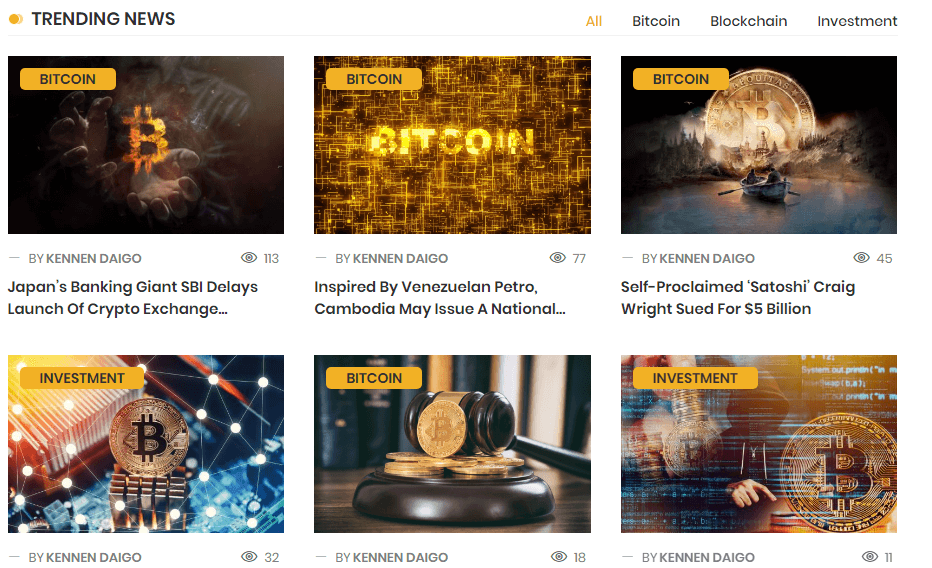 TRENDING NEWS
All Bitcoin Blockchain Investment
BITCOIN
BITCOIN
BITCOIN
BITCOIN
— BY KENNEN DAIGO 113
— BY KENNEN DAIGO 77
— BY KENNEN DAIGO 45
Japan's Banking Giant SBI Delays
Launch Of Crypto Exchange...
Inspired By Venezuelan Petro,
Cambodia May Issue A National...
Self-Proclaimed ‘Satoshi’ Craig
Wright Sued For $5 Billion
INVESTMENT
BITCOIN
INVESTMENT
System.out.println("
— BY KENNEN DAIGO 32
— BY KENNEN DAIGO 18
— BY KENNEN DAIGO 11